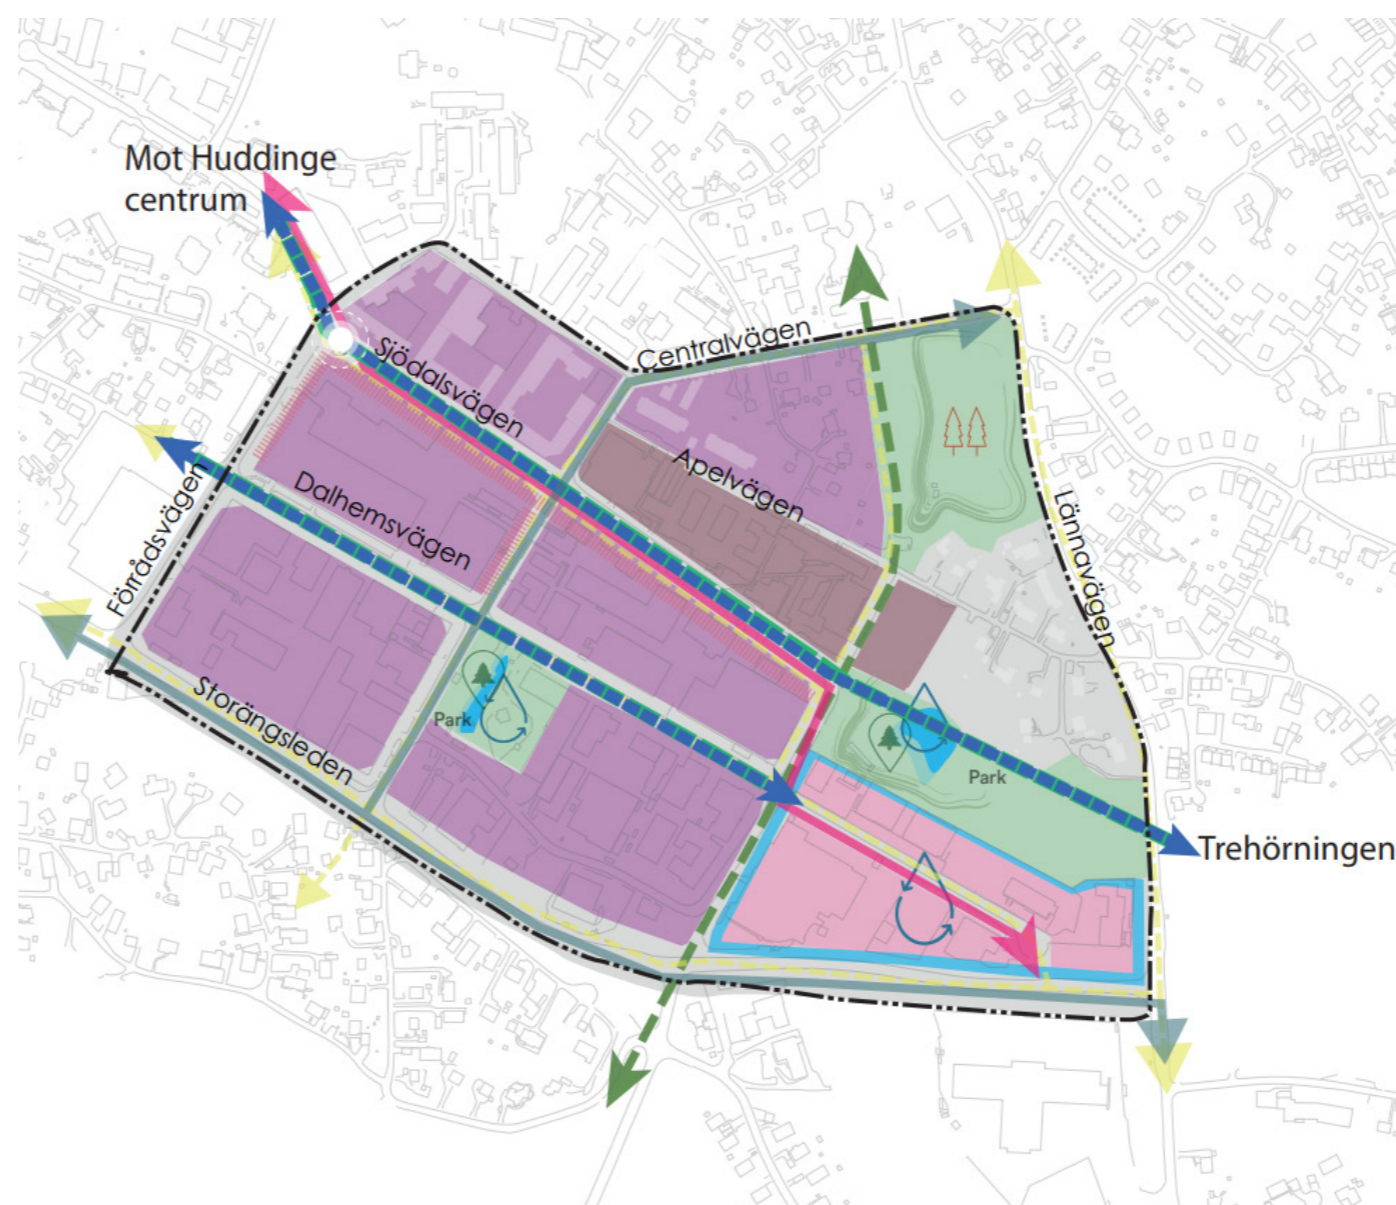 Mot Huddinge
centrum
Centralvägen
Sjödalsvägen
Apelvägen
Dalhemsvägen
Förrådsvägen
Lännavägen
Storängsleden
Park
Park
Trehörningen